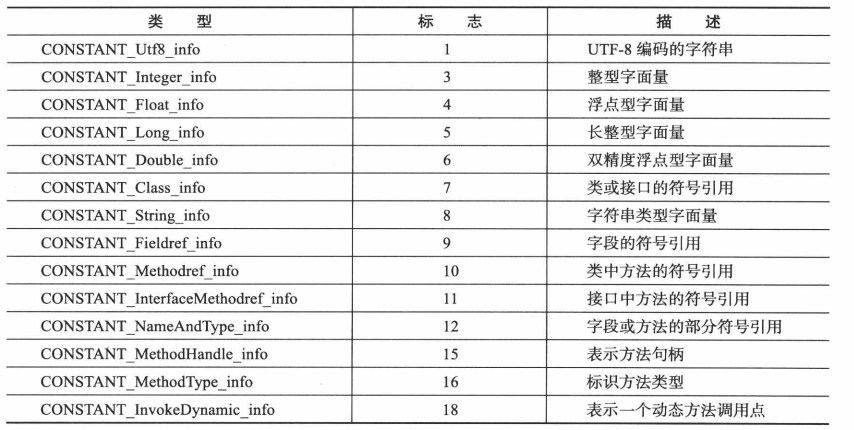 类 型 标 志 描 述
CONSTANT_Utf8_info 1 UTF-8 编码的字符串
CONSTANT_Integer_info 3 整型字面量
CONSTANT_Float_info 4 浮点型字面量
CONSTANT_Long_info 5 长整型字面量
CONSTANT_Double_info 6 双精度浮点型字面量
CONSTANT_Class_info 7 类或接口的符号引用
CONSTANT_String_info 8 字符串类型字面量
CONSTANT_Fieldref_info 9 字段的符号引用
CONSTANT_Methodref_info 10 类中方法的符号引用
CONSTANT_InterfaceMethodref_info 11 接口中方法的符号引用
CONSTANT_NameAndType_info 12 字段或方法的部分符号引用
CONSTANT_MethodHandle_info 15 表示方法句柄
CONSTANT_MethodType_info 16 标识方法类型
CONSTANT_InvokeDynamic_info 18 表示一个动态方法调用点